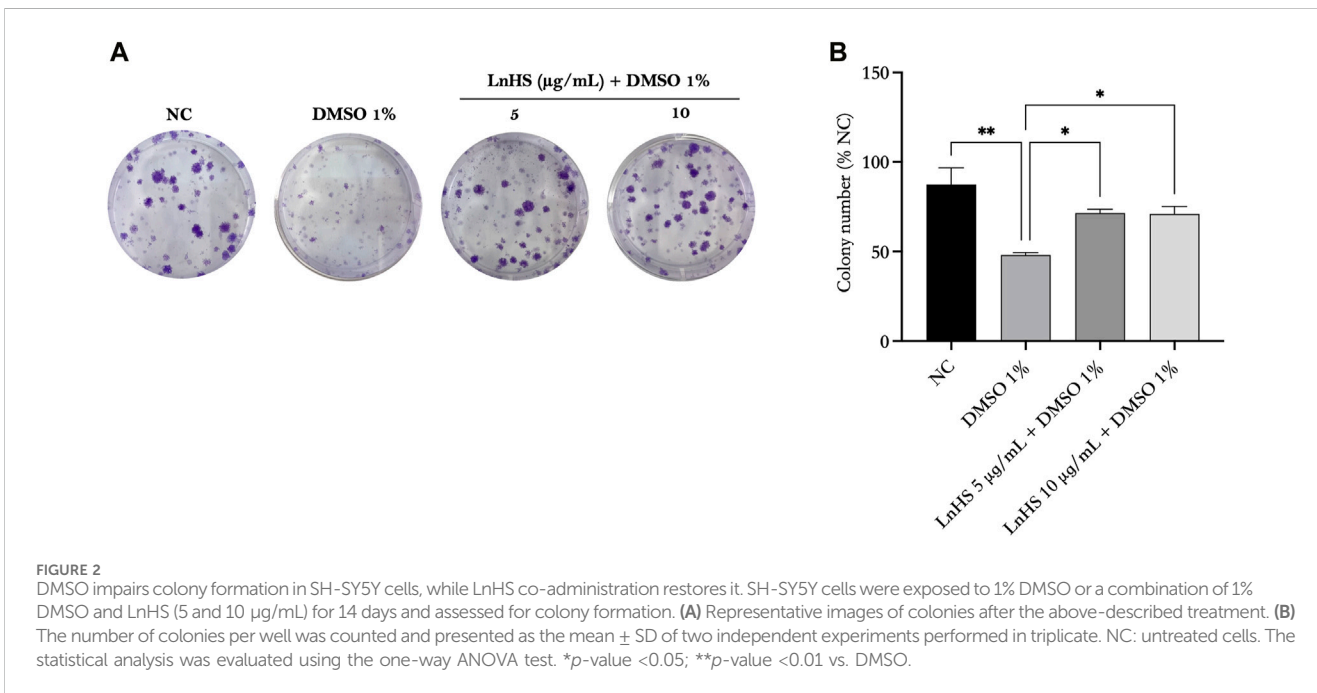 A
LnHS (µg/mL) + DMSO 1%
NC
DMSO 1%
5
10
B
Colony number (% NC)
150
100
50
0
**
*
*
NC
DMSO 1%
LnHS 5 µg/mL + DMSO 1%
LnHS 10 µg/mL + DMSO 1%
FIGURE 2
DMSO impairs colony formation in SH-SY5Y cells, while LnHS co-administration restores it. SH-SY5Y cells were exposed to 1% DMSO or a combination of 1%
DMSO and LnHS (5 and 10 µg/mL) for 14 days and assessed for colony formation. (A) Representative images of colonies after the above-described treatment. (B)
The number of colonies per well was counted and presented as the mean ± SD of two independent experiments performed in triplicate. NC: untreated cells. The
statistical analysis was evaluated using the one-way ANOVA test. *p-value <0.05; **p-value <0.01 vs. DMSO.